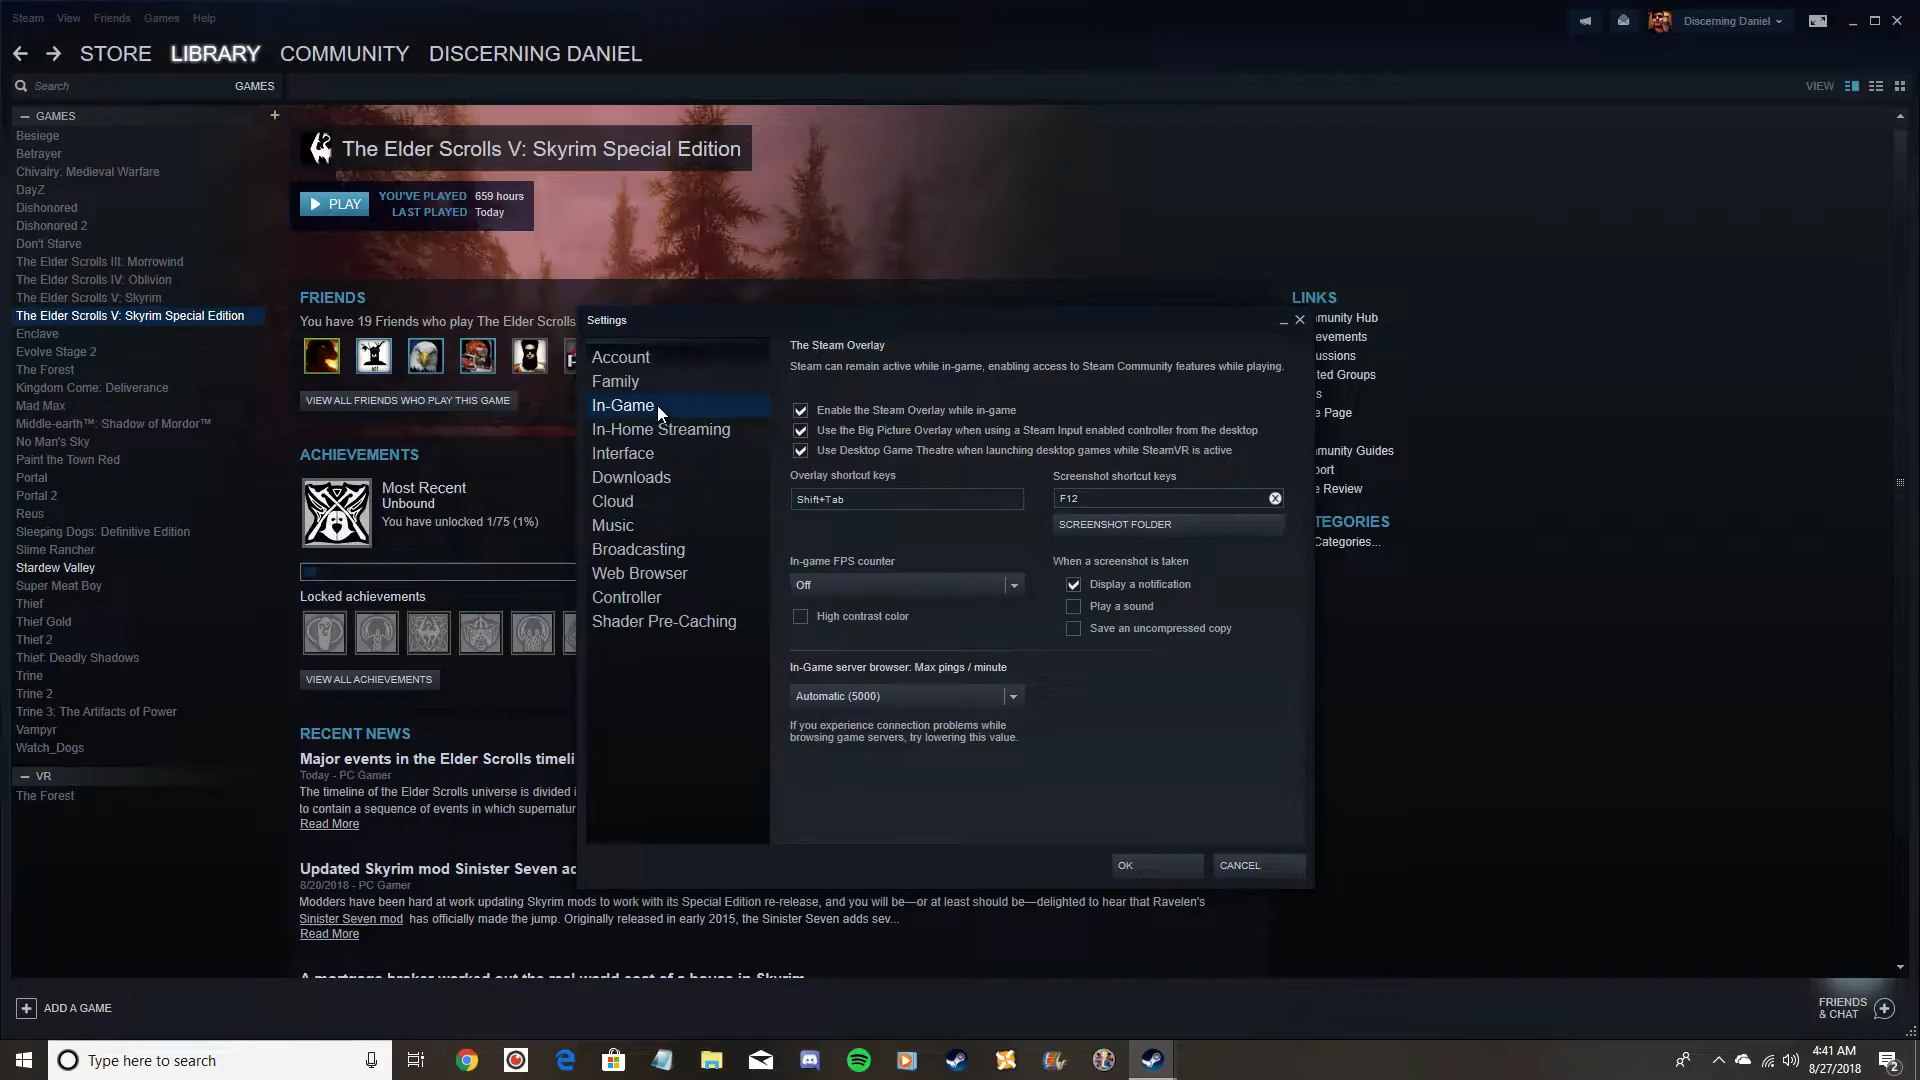 Steam View Friends Games Help
Discerning Daniel
STORE LIBRARY COMMUNITY DISCERNING DANIEL
Search GAMES
VIEW
GAMES
Besiege
Betrayer
Chivalry: Medieval Warfare
DayZ
Dishonored
Dishonored 2
Don't Starve
The Elder Scrolls III: Morrowind
The Elder Scrolls IV: Oblivion
The Elder Scrolls V: Skyrim
The Elder Scrolls V: Skyrim Special Edition
Enclave
Evolve Stage 2
The Forest
Kingdom Come: Deliverance
Mad Max
Middle-earth™: Shadow of Mordor™
No Man's Sky
Paint the Town Red
Portal
Portal 2
Reus
Sleeping Dogs: Definitive Edition
Slime Rancher
Stardew Valley
Super Meat Boy
Thief
Thief Gold
Thief 2
Thief: Deadly Shadows
Trine
Trine 2
Trine 3: The Artifacts of Power
Vampyr
Watch_Dogs
VR
The Forest
The Elder Scrolls V: Skyrim Special Edition
PLAY
YOU'VE PLAYED 659 hours
LAST PLAYED Today
FRIENDS
You have 19 Friends who play The Elder Scrolls
VIEW ALL FRIENDS WHO PLAY THIS GAME
ACHIEVEMENTS
Most Recent
Unbound
You have unlocked 1/75 (1%)
Locked achievements
VIEW ALL ACHIEVEMENTS
RECENT NEWS
Major events in the Elder Scrolls timeli
Today - PC Gamer
The timeline of the Elder Scrolls universe is divided i
to contain a sequence of events in which supernatur
Read More
Updated Skyrim mod Sinister Seven ad
8/20/2018 - PC Gamer
Modders have been hard at work updating Skyrim mods to work with its Special Edition re-release, and you will be—or at least should be—delighted to hear that Ravelen's
Sinister Seven mod has officially made the jump. Originally released in early 2015, the Sinister Seven adds sev...
Read More
A mortgage broker worked out the real world cost of a house in Skyrim
Settings
Account
Family
In-Game
In-Home Streaming
Interface
Downloads
Cloud
Music
Broadcasting
Web Browser
Controller
Shader Pre-Caching
The Steam Overlay
Steam can remain active while in-game, enabling access to Steam Community features while playing.
Enable the Steam Overlay while in-game
Use the Big Picture Overlay when using a Steam Input enabled controller from the desktop
Use Desktop Game Theatre when launching desktop games while SteamVR is active
Overlay shortcut keys
Shift+Tab
Screenshot shortcut keys
F12
SCREENSHOT FOLDER
In-game FPS counter
Off
High contrast color
When a screenshot is taken
Display a notification
Play a sound
Save an uncompressed copy
In-Game server browser: Max pings / minute
Automatic (5000)
If you experience connection problems while
browsing game servers, try lowering this value.
OK CANCEL
LINKS
munity Hub
evements
ussions
ted Groups
s
e Page
munity Guides
port
e Review
TEGORIES
Categories...
ADD A GAME
FRIENDS
& CHAT
Type here to search
4:41 AM
8/27/2018
2